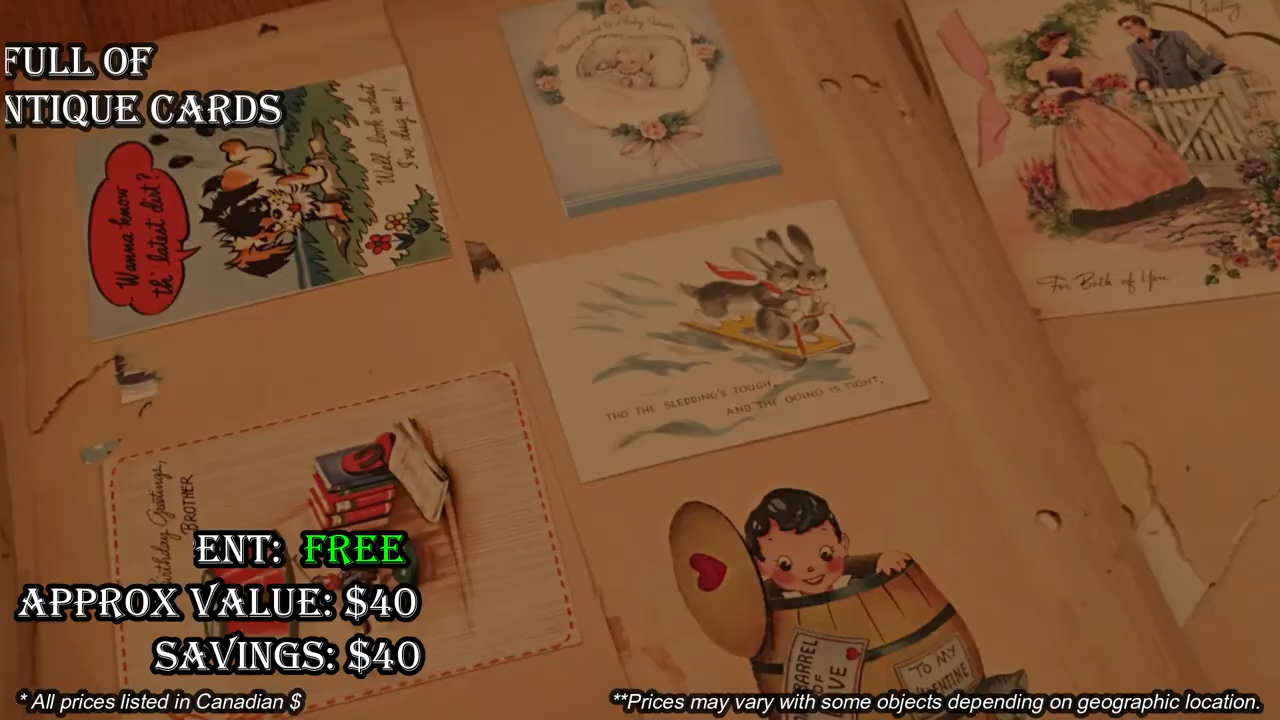 FULL OF
NTIQUE CARDS
Wanna know
th' latest dirt?
Well look what
I've dug up!
For Both of You
THO' THE SLEDDING'S TOUGH,
AND THE GOING IS TIGHT,
Birthday Greetings,
BROTHER
BARREL
OF
TO MY
ENT: FREE
APPROX VALUE: $40
SAVINGS: $40
* All prices listed in Canadian $
**Prices may vary with some objects depending on geographic location.